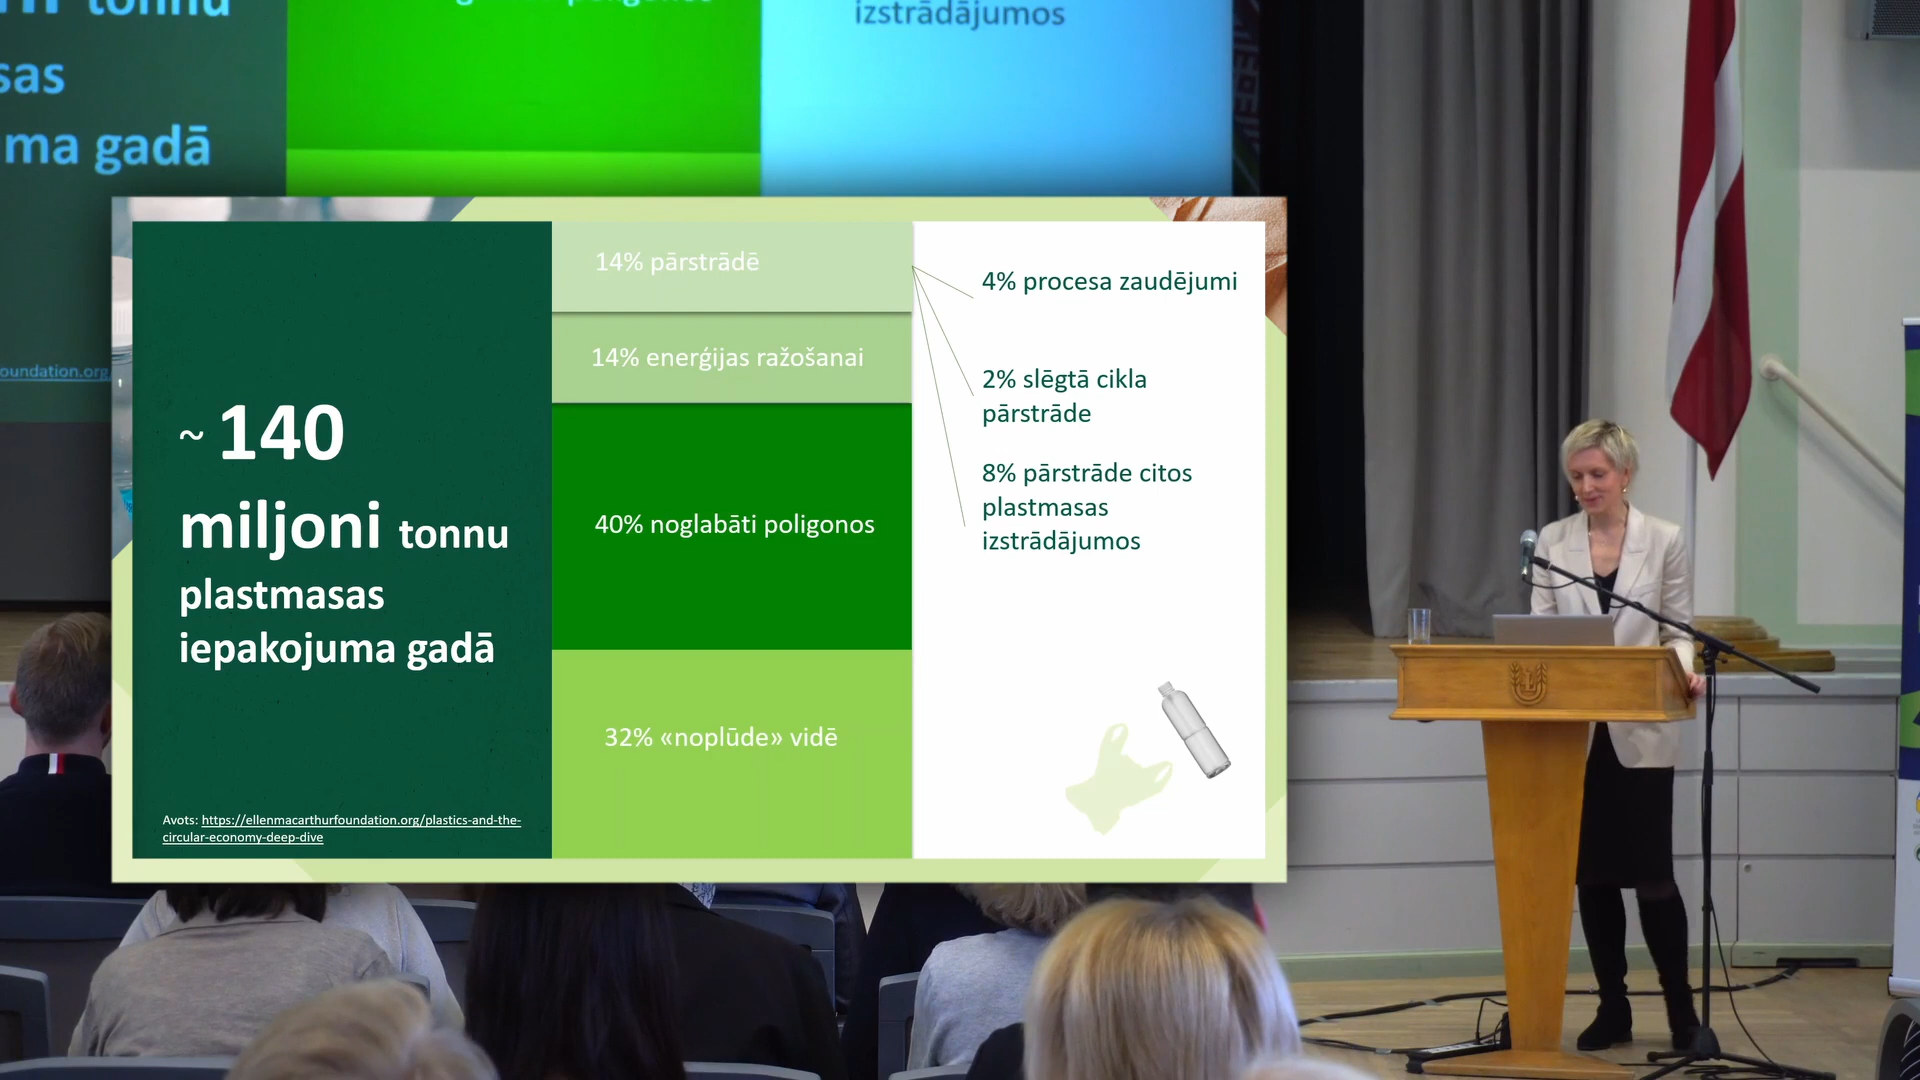 tonnu
izstrādājumos
sas
ma gadā
oundation.org
14% pārstrādē
4% procesa zaudējumi
14% enerģijas ražošanai
2% slēgtā cikla
pārstrāde
~ 140
miljoni tonnu
plastmasas
iepakojuma gadā
40% noglabāti poligonos
8% pārstrāde citos
plastmasas
izstrādājumos
32% «noplūde» vidē
Avots: https://ellenmacarthurfoundation.org/plastics-and-the-
circular-economy-deep-dive